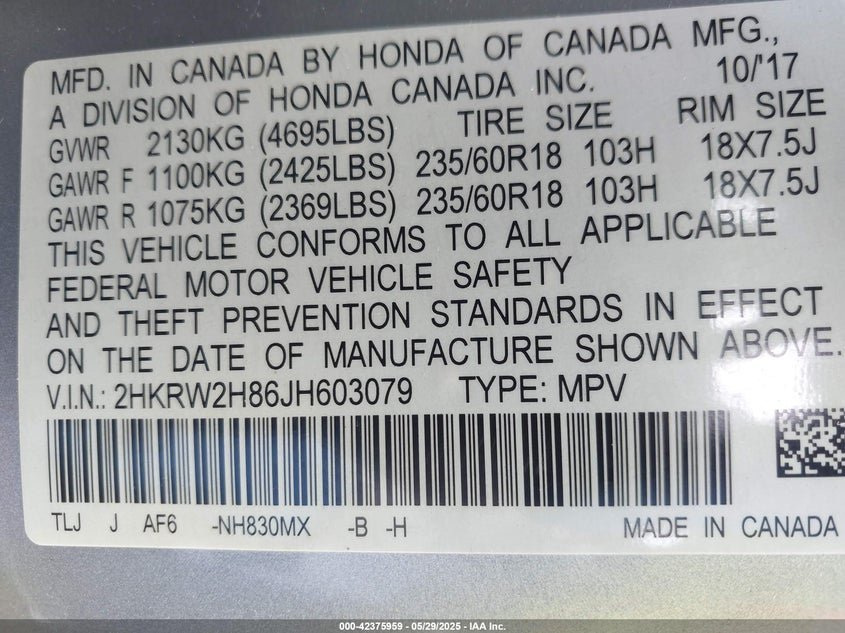 MFD. IN CANADA BY HONDA OF CANADA MFG.,
A DIVISION OF HONDA CANADA INC. 10/'17
GVWR 2130KG (4695LBS) TIRE SIZE RIM SIZE
GAWR F 1100KG (2425LBS) 235/60R18 103H 18X7.5J
GAWR R 1075KG (2369LBS) 235/60R18 103H 18X7.5J
THIS VEHICLE CONFORMS TO ALL APPLICABLE
FEDERAL MOTOR VEHICLE SAFETY
AND THEFT PREVENTION STANDARDS IN EFFECT
ON THE DATE OF MANUFACTURE SHOWN ABOVE.
V.I.N.: 2HKRW2H86JH603079 TYPE: MPV
TLJ J AF6 -NH830MX -B -H MADE IN CANADA
000-42375959 - 05/29/2025 - IAA Inc.